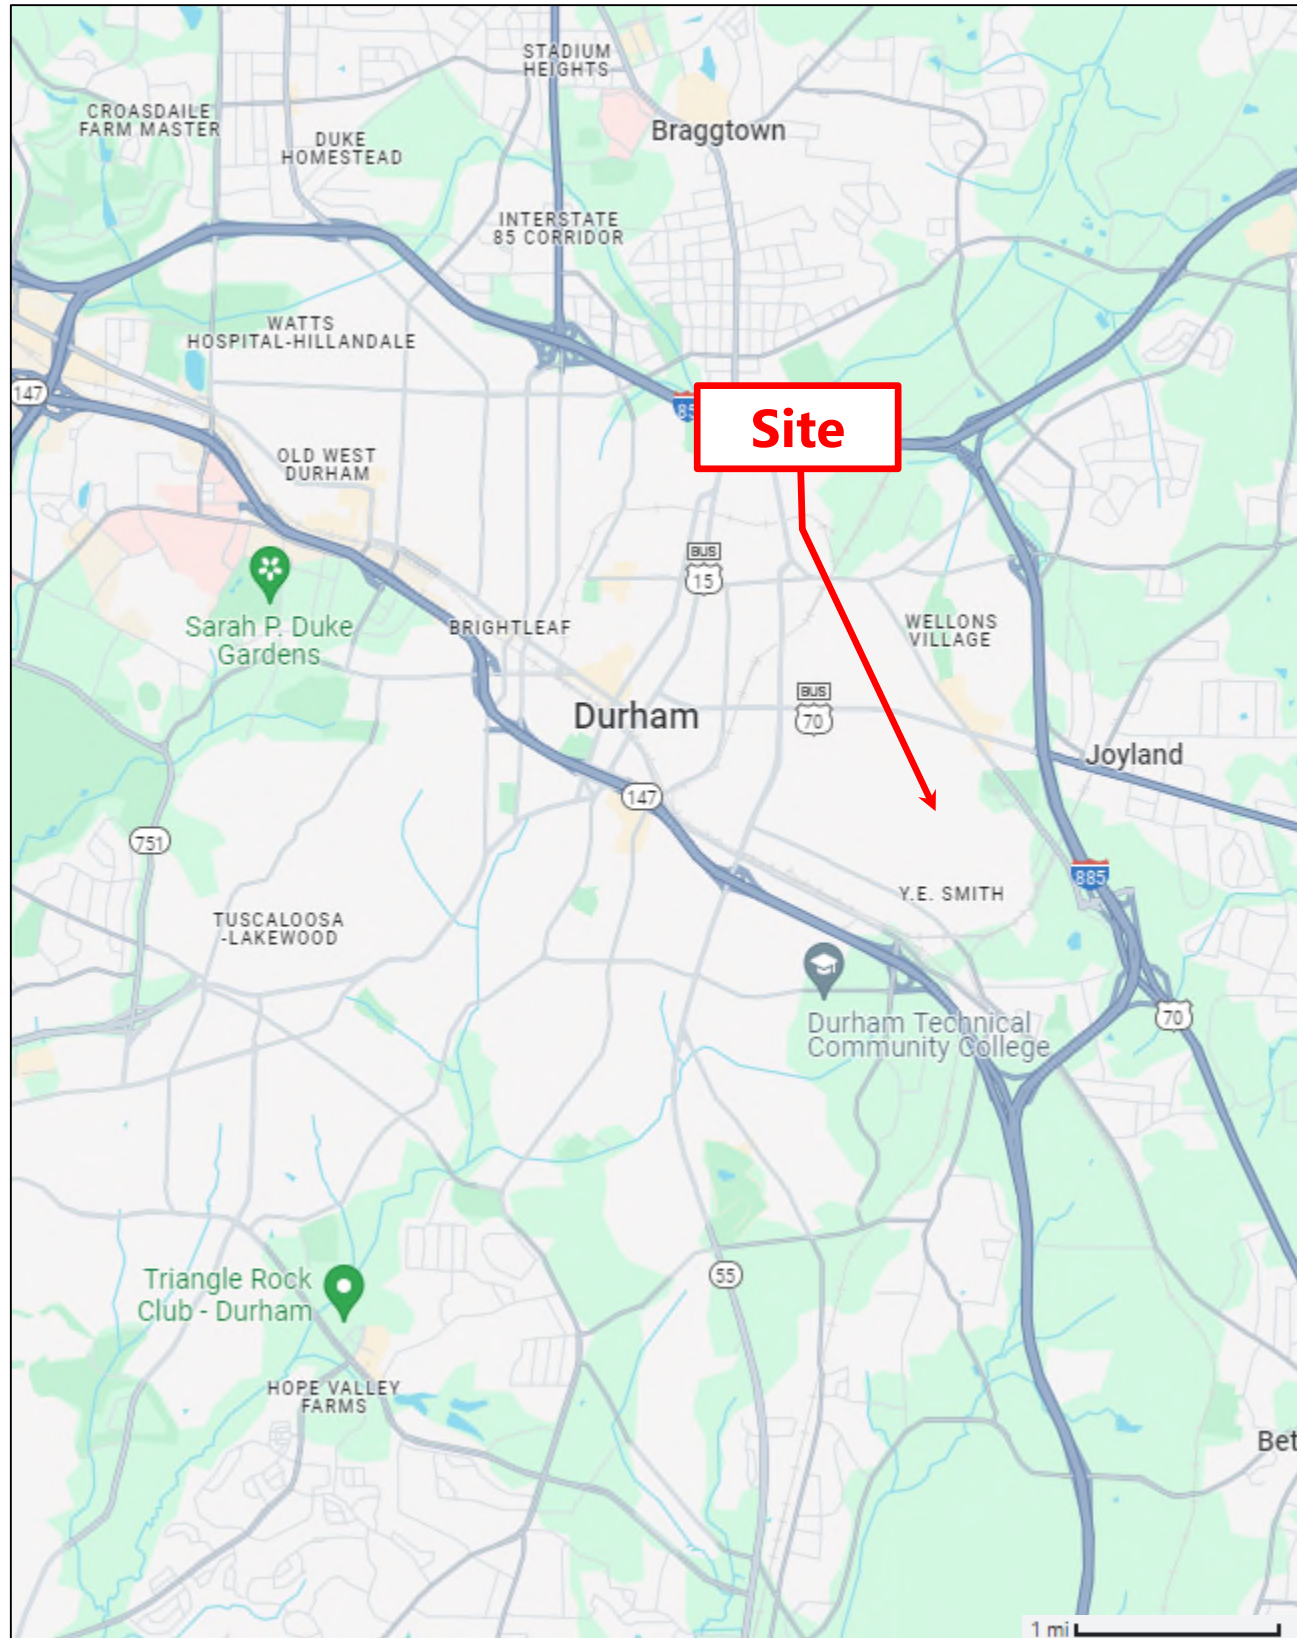 STADIUM
HEIGHTS
CROASDAILE
FARM MASTER
Braggtown
DUKE
HOMESTEAD
INTERSTATE
85 CORRIDOR
WATTS
HOSPITAL-HILLANDALE
147
85
Site
OLD WEST
DURHAM
BUS
15
Sarah P. Duke
Gardens
BRIGHTLEAF
WELLONS
VILLAGE
BUS
70
Durham
Joyland
147
751
885
Y.E. SMITH
TUSCALOOSA
-LAKEWOOD
Durham Technical
Community College
70
55
Triangle Rock
Club - Durham
HOPE VALLEY
FARMS
Bet
1 mi